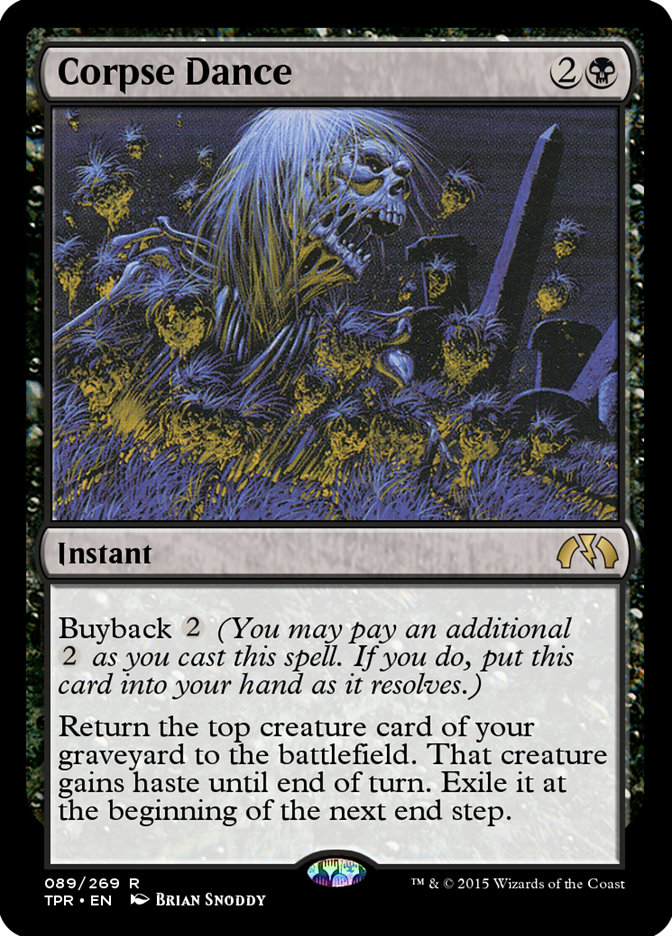 Corpse Dance 2
Instant
Buyback 2 (You may pay an additional
2 as you cast this spell. If you do, put this
card into your hand as it resolves.)
Return the top creature card of your
graveyard to the battlefield. That creature
gains haste until end of turn. Exile it at
the beginning of the next end step.
089/269 R
TPR • EN Brian Snoddy
™ & © 2015 Wizards of the Coast